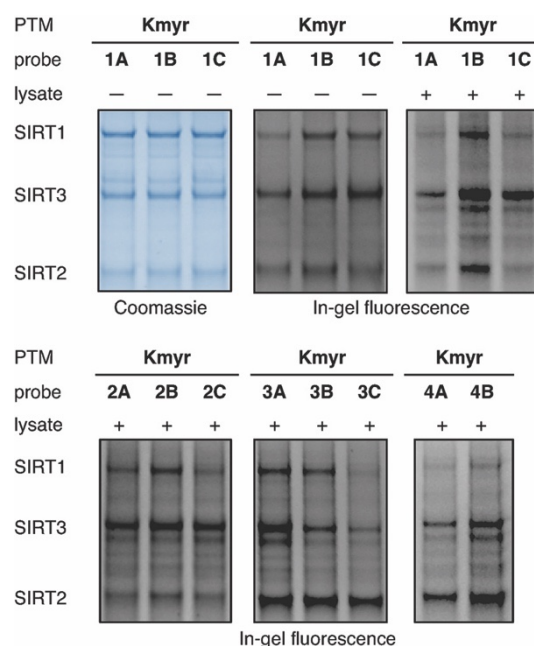 PTM Kmyr Kmyr Kmyr
probe 1A 1B 1C 1A 1B 1C 1A 1B 1C
lysate — — — — — — + + +
SIRT1
SIRT3
SIRT2
Coomassie In-gel fluorescence
PTM Kmyr Kmyr Kmyr
probe 2A 2B 2C 3A 3B 3C 4A 4B
lysate + + + + + + + +
SIRT1
SIRT3
SIRT2
In-gel fluorescence